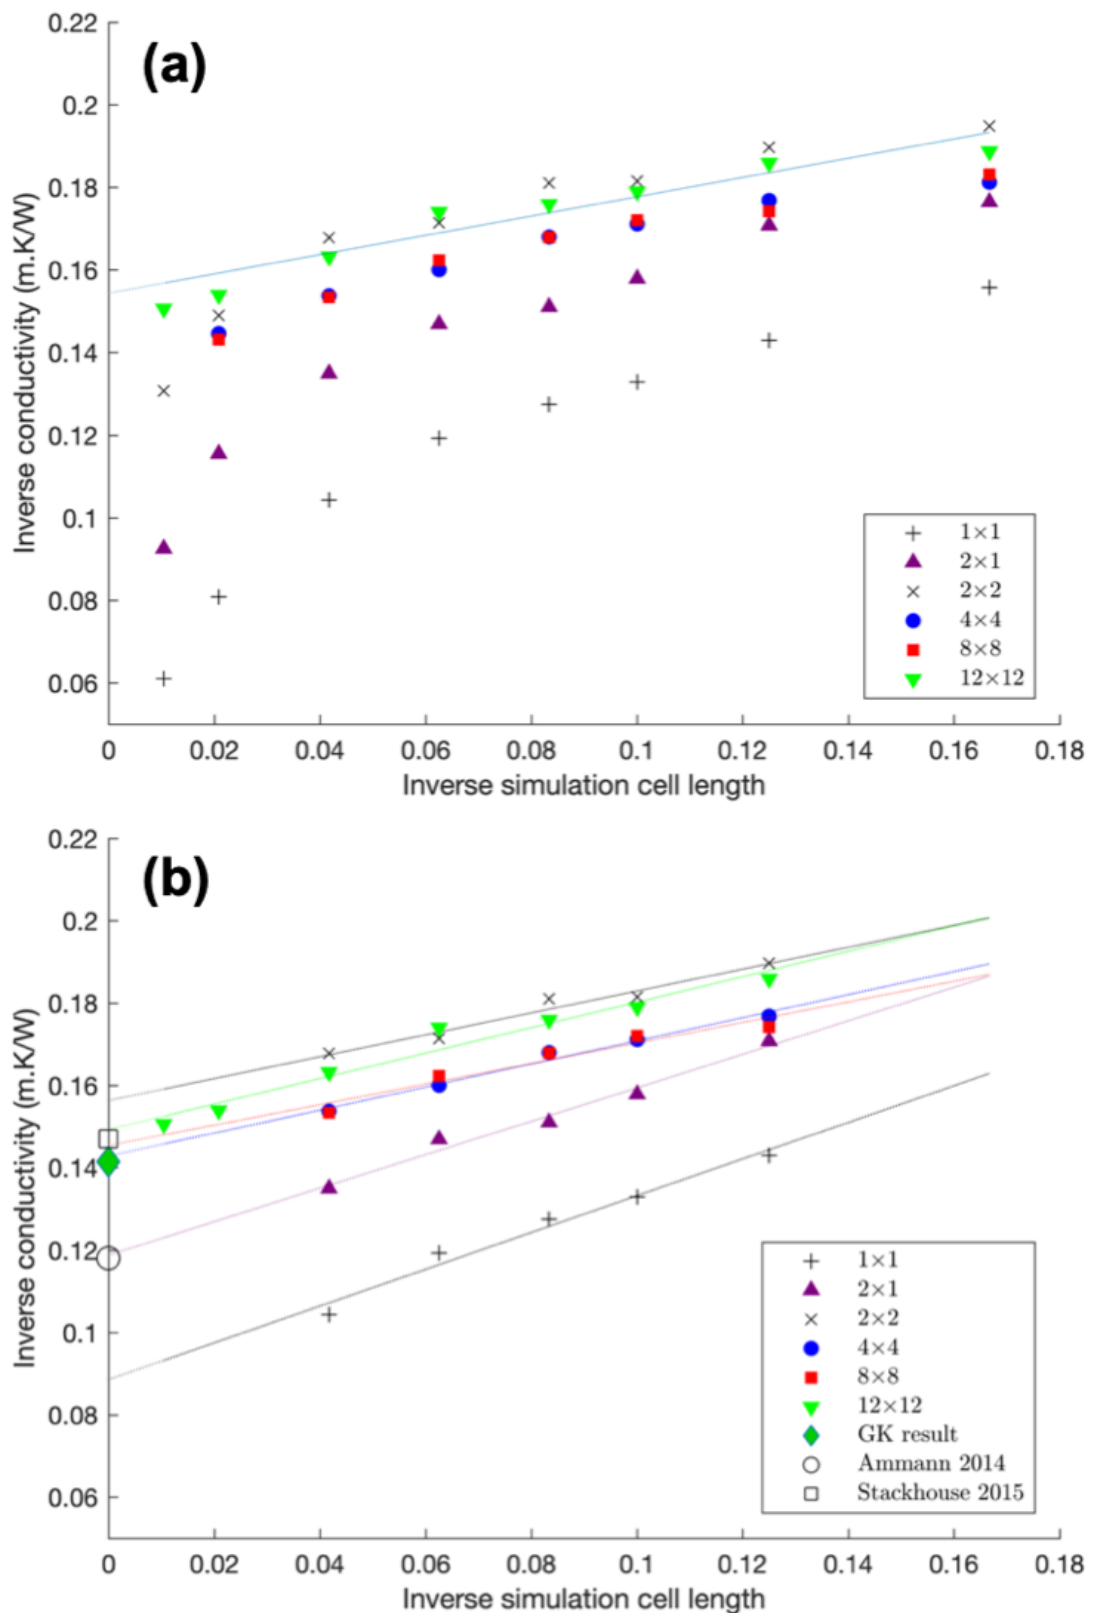 (a)
0.22
0.2
0.18
0.16
0.14
0.12
0.1
0.08
0.06
Inverse conductivity (m.K/W)
0 0.02 0.04 0.06 0.08 0.1 0.12 0.14 0.16 0.18
Inverse simulation cell length
1×1
2×1
2×2
4×4
8×8
12×12
(b)
0.22
0.2
0.18
0.16
0.14
0.12
0.1
0.08
0.06
Inverse conductivity (m.K/W)
0 0.02 0.04 0.06 0.08 0.1 0.12 0.14 0.16 0.18
Inverse simulation cell length
1×1
2×1
2×2
4×4
8×8
12×12
GK result
Ammann 2014
Stackhouse 2015